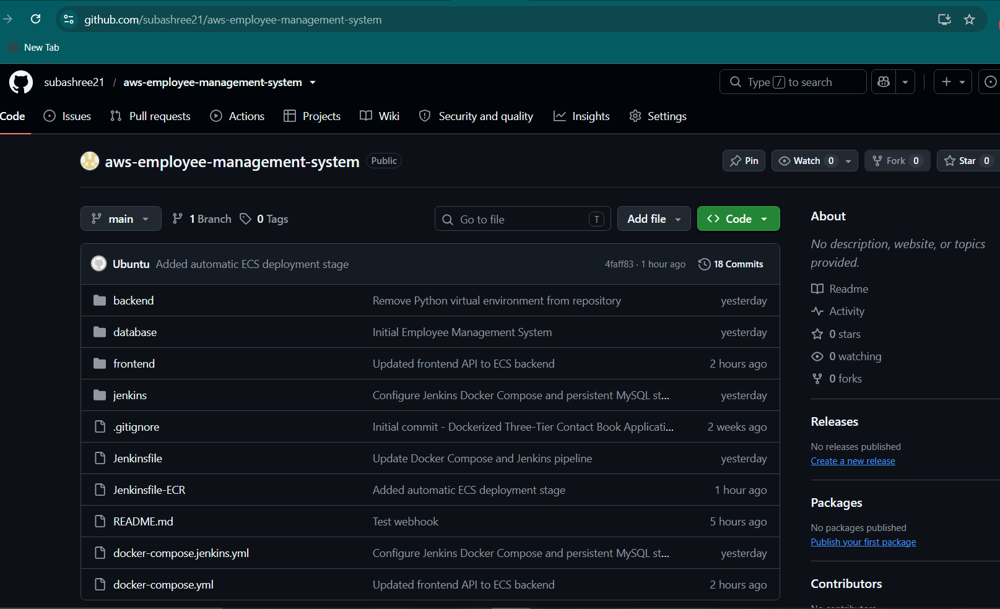 github.com/subashree21/aws-employee-management-system
New Tab
subashree21 / aws-employee-management-system
Type / to search
Code Issues Pull requests Actions Projects Wiki Security and quality Insights Settings
aws-employee-management-system Public
Pin Watch 0 Fork 0 Star 0
main 1 Branch 0 Tags Go to file T Add file Code
Ubuntu Added automatic ECS deployment stage 4faff83 · 1 hour ago 18 Commits
backend Remove Python virtual environment from repository yesterday
database Initial Employee Management System yesterday
frontend Updated frontend API to ECS backend 2 hours ago
jenkins Configure Jenkins Docker Compose and persistent MySQL st... yesterday
.gitignore Initial commit - Dockerized Three-Tier Contact Book Applicati... 2 weeks ago
Jenkinsfile Update Docker Compose and Jenkins pipeline yesterday
Jenkinsfile-ECR Added automatic ECS deployment stage 1 hour ago
README.md Test webhook 5 hours ago
docker-compose.jenkins.yml Configure Jenkins Docker Compose and persistent MySQL st... yesterday
docker-compose.yml Updated frontend API to ECS backend 2 hours ago
About
No description, website, or topics
provided.
Readme
Activity
0 stars
0 watching
0 forks
Releases
No releases published
Create a new release
Packages
No packages published
Publish your first package
Contributors